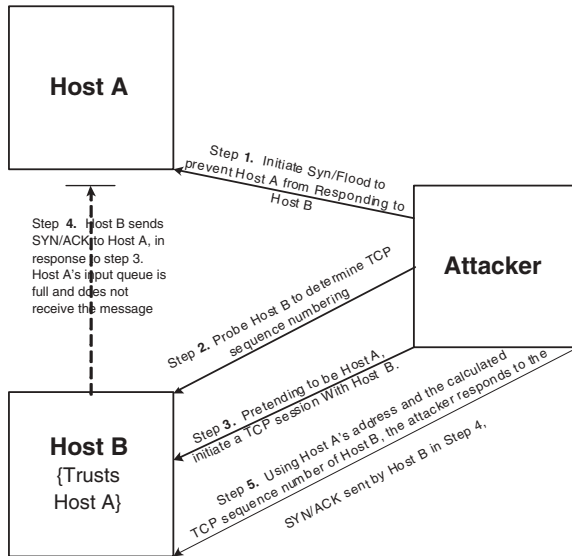 Host A
Step 1. Initiate Syn/Flood to
prevent Host A from Responding to
Host B
Step 4. Host B sends
SYN/ACK to Host A, in
response to step 3.
Host A's input queue is
full and does not
receive the message
Attacker
Step 2. Probe Host B to determine TCP
sequence numbering
Step 3. Pretending to be Host A,
initiate a TCP session With Host B.
Host B
{Trusts
Host A}
Step 5. Using Host A's address and the calculated
TCP sequence number of Host B, the attacker responds to the
SYN/ACK sent by Host B in Step 4,